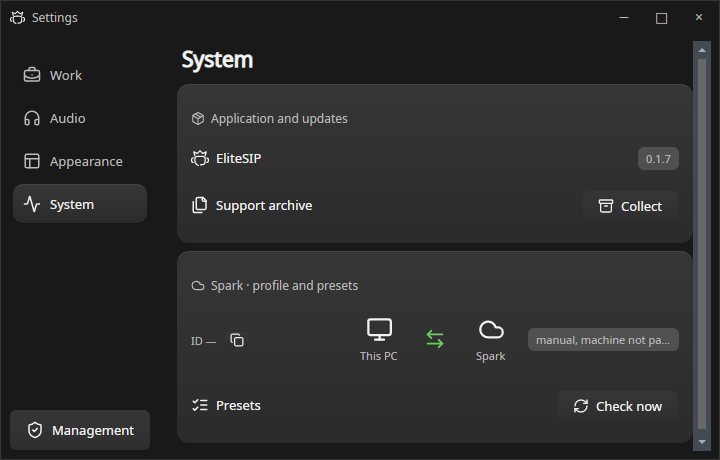 Settings
Work
Audio
Appearance
System
Management
System
Application and updates
EliteSIP
0.1.7
Support archive
Collect
Spark · profile and presets
ID —
This PC
Spark
manual, machine not pa...
Presets
Check now